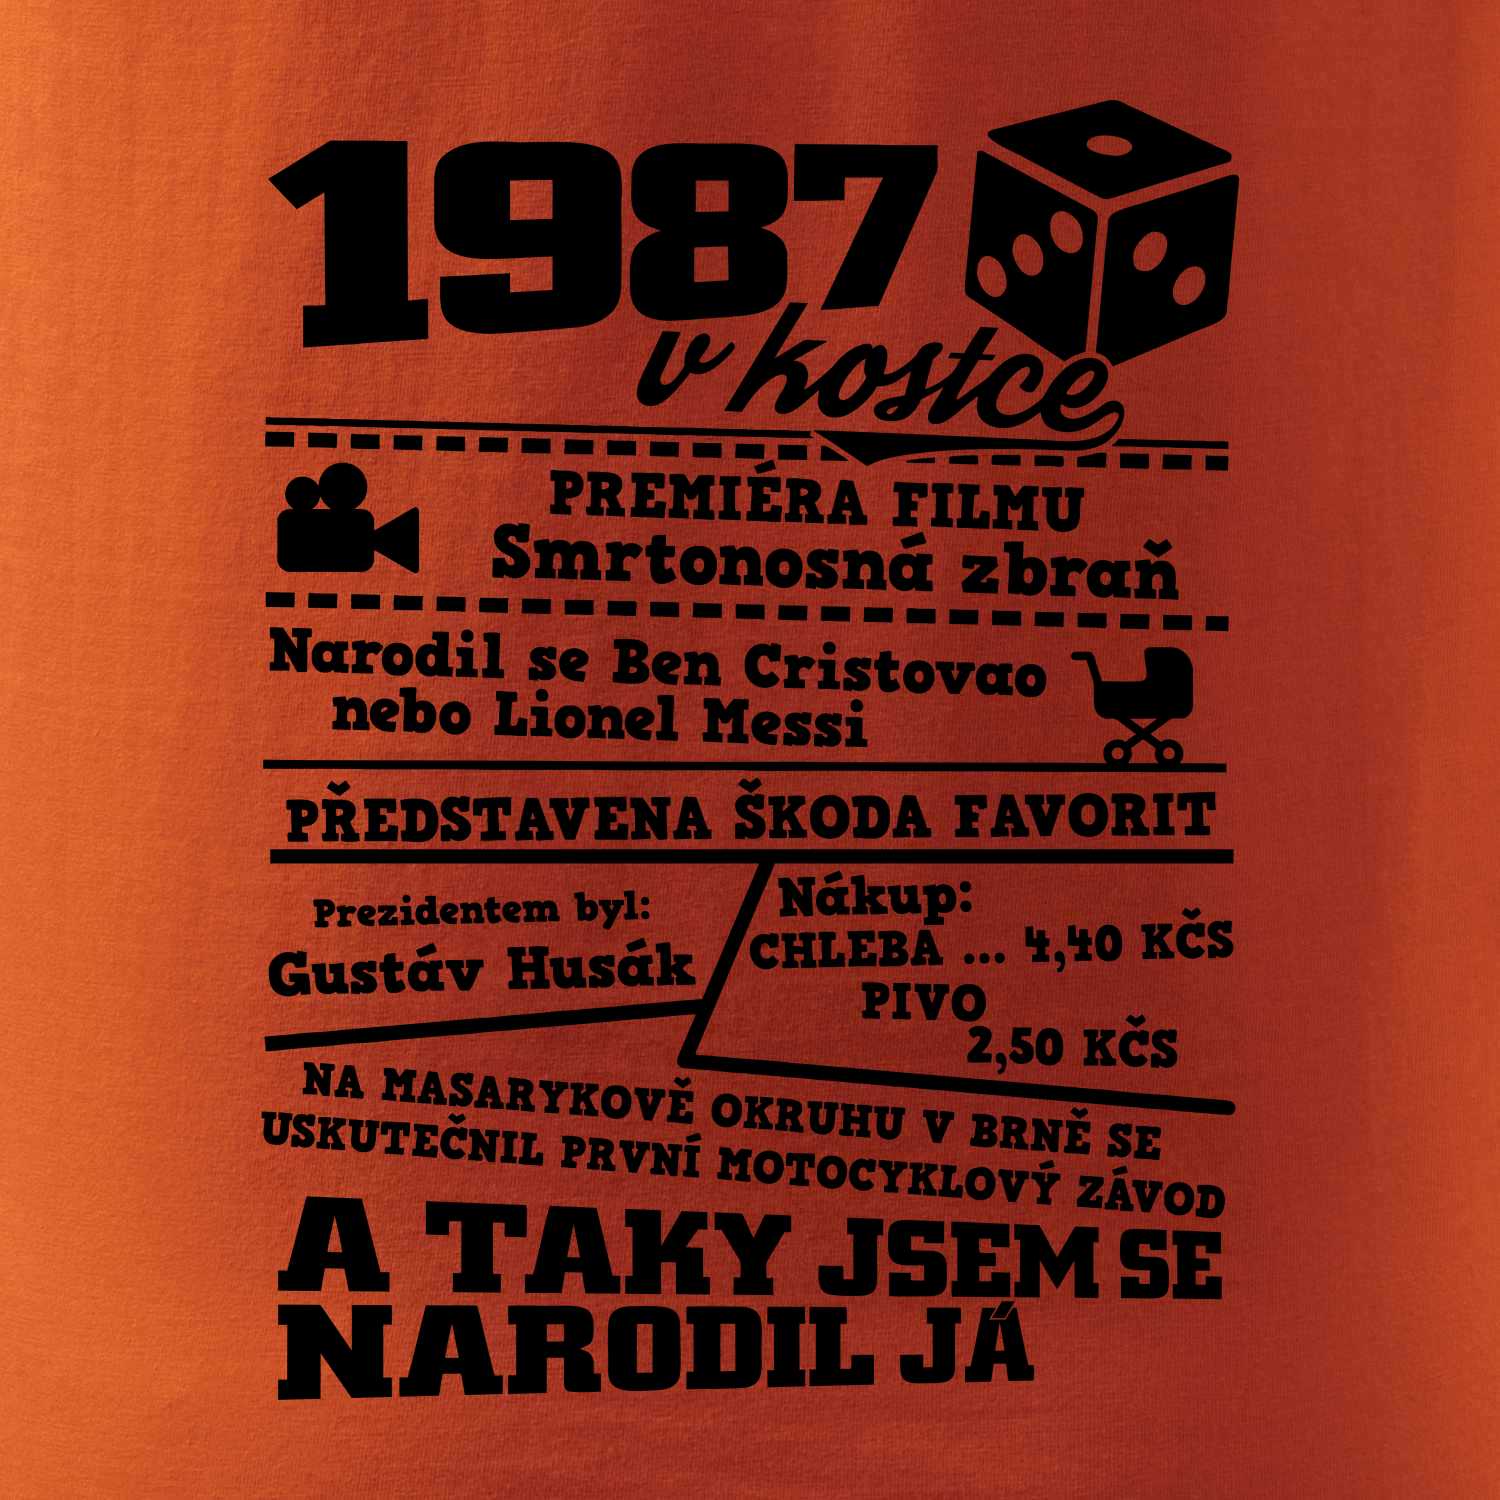 1987
v kostce
PREMIÉRA FILMU
Smrtonosná zbraň
Narodil se Ben Cristovao
nebo Lionel Messi
PŘEDSTAVENA ŠKODA FAVORIT
Prezidentem byl:
Gustáv Husák
Nákup:
CHLEBA ... 4,40 KČS
PIVO
2,50 KČS
NA MASARYKOVĚ OKRUHU V BRNĚ SE
USKUTEČNIL PRVNÍ MOTOCYKLOVÝ ZÁVOD
A TAKY JSEM SE
NARODIL JÁ